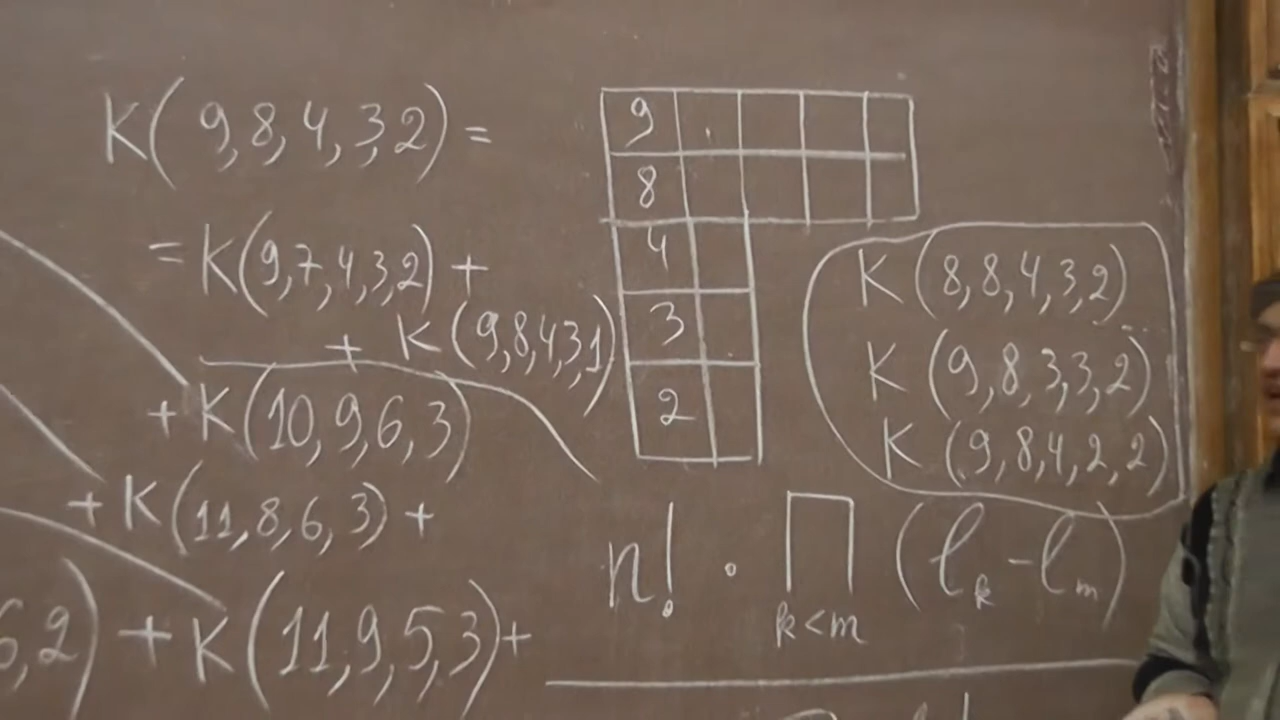 K(9,8,4,3,2) =
= K(9,7,4,3,2) +
+ K(9,8,4,3,1)
+ K(10,9,6,3)
+ K(11,8,6,3) +
6,2) + K(11,9,5,3) +
9
8
4
3
2
K(8,8,4,3,2)
K(9,8,3,3,2)
K(9,8,4,2,2)
n! · ∏ (l_k - l_m)
k<m